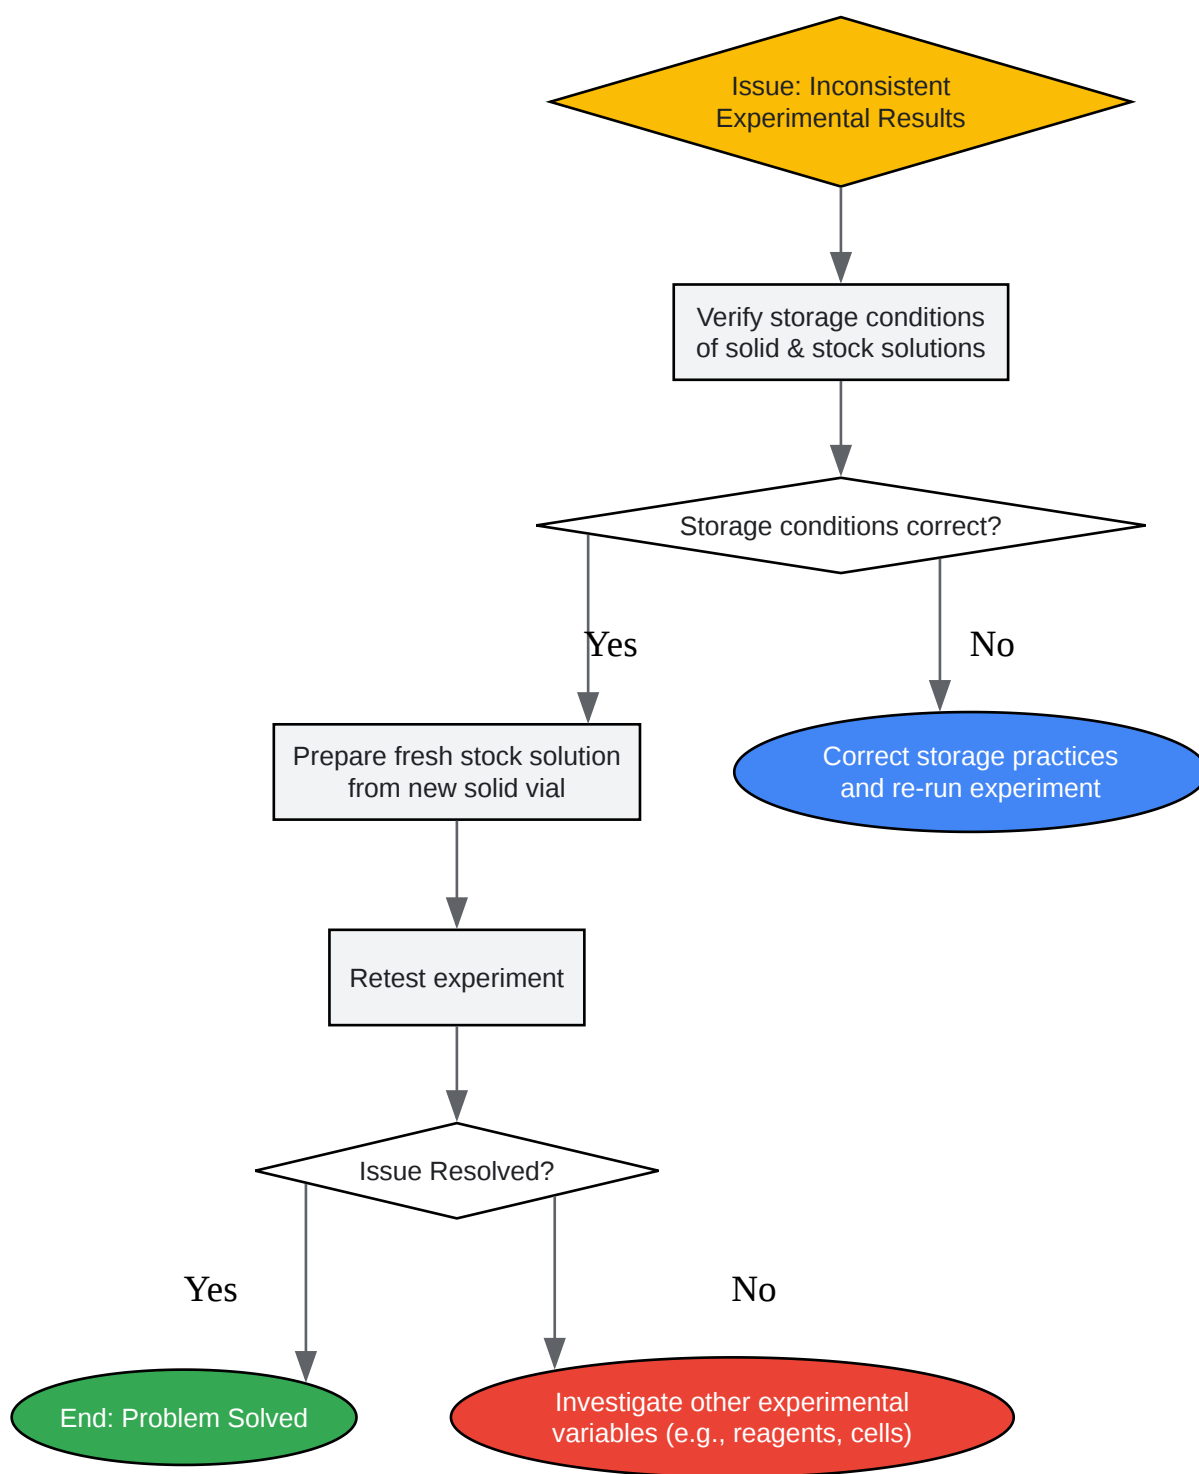 Issue: Inconsistent
Experimental Results
Verify storage conditions
of solid & stock solutions
Storage conditions correct?
Yes
No
Prepare fresh stock solution
from new solid vial
Correct storage practices
and re-run experiment
Retest experiment
Issue Resolved?
Yes
No
End: Problem Solved
Investigate other experimental
variables (e.g., reagents, cells)